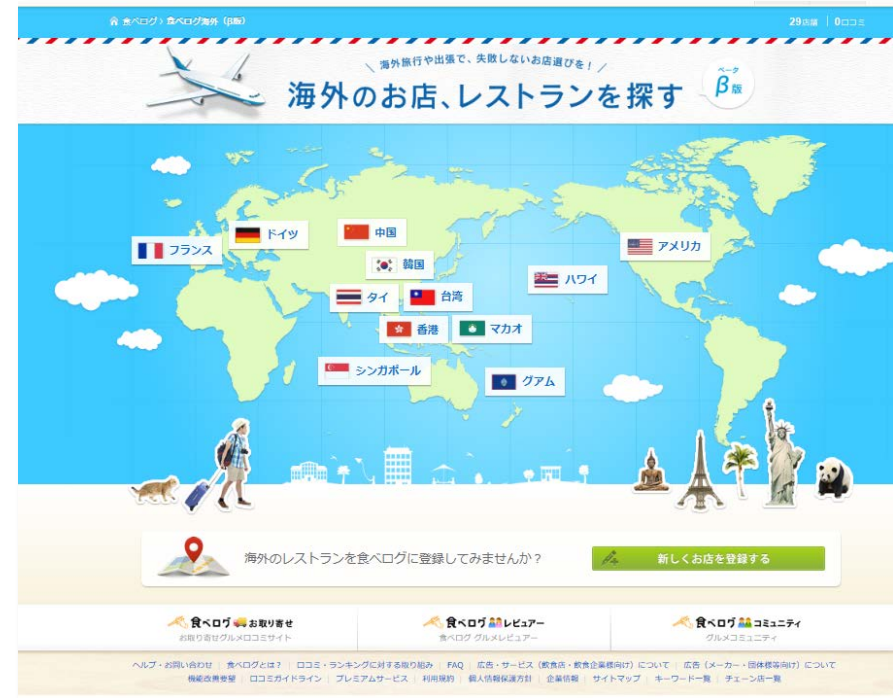 食べログ › 食べログ海外 (β版)
29店舗 | 0口コミ
海外旅行や出張で、失敗しないお店選びを!
海外のお店、レストランを探す
ベータ
β版
フランス
ドイツ
中国
韓国
タイ
台湾
香港
マカオ
シンガポール
グアム
ハワイ
アメリカ
海外のレストランを食べログに登録してみませんか?
新しくお店を登録する
食べログ お取り寄せ
お取り寄せグルメ口コミサイト
食べログ レビュアー
食べログ グルメレビュアー
食べログ コミュニティ
グルメコミュニティ
ヘルプ・お問い合わせ | 食べログとは? | 口コミ・ランキングに対する取り組み | FAQ | 広告・サービス (飲食店・飲食企業様向け) について | 広告 (メーカー・団体様等向け) について
機能改善要望 | 口コミガイドライン | プレミアムサービス | 利用規約 | 個人情報保護方針 | 企業情報 | サイトマップ | キーワード一覧 | チェーン店一覧